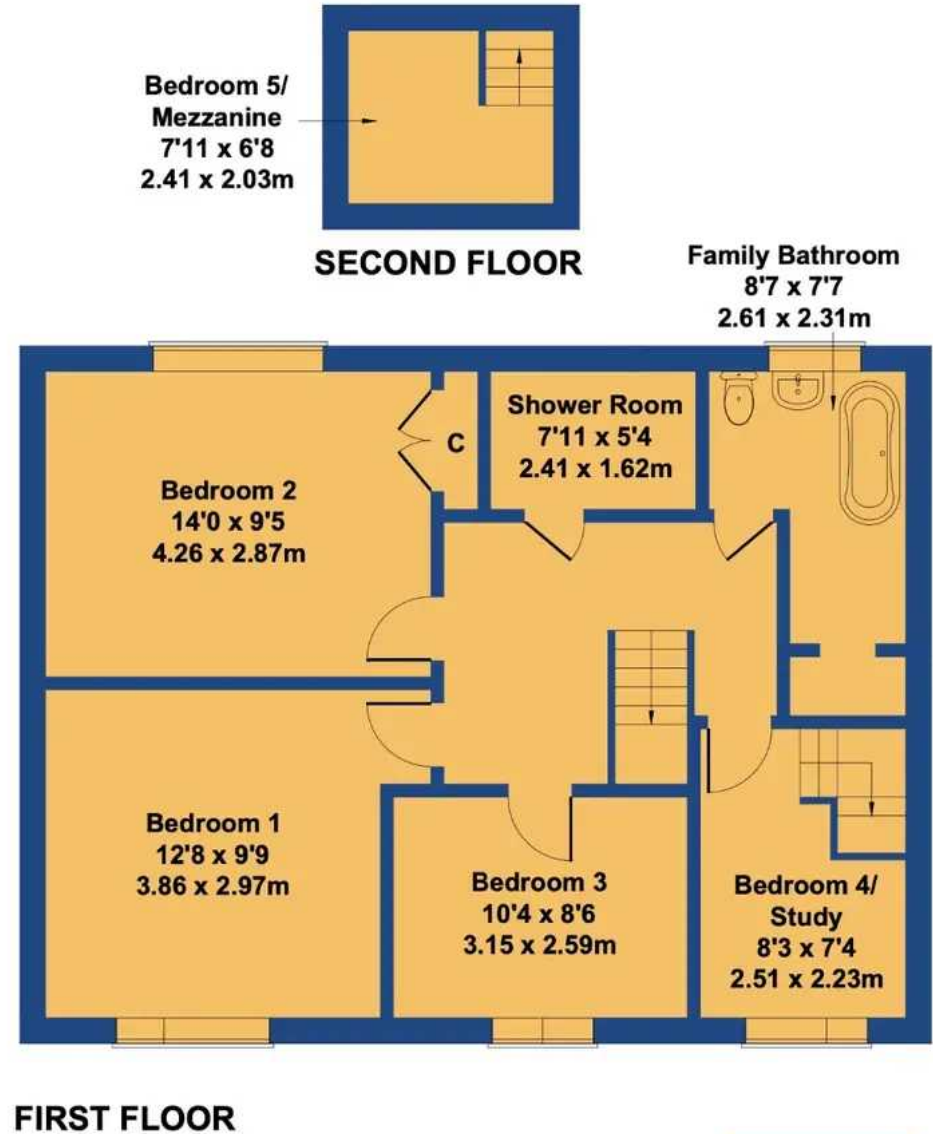 Bedroom 5/
Mezzanine
7'11 x 6'8
2.41 x 2.03m
SECOND FLOOR
Family Bathroom
8'7 x 7'7
2.61 x 2.31m
Shower Room
7'11 x 5'4
2.41 x 1.62m
C
Bedroom 2
14'0 x 9'5
4.26 x 2.87m
Bedroom 1
12'8 x 9'9
3.86 x 2.97m
Bedroom 3
10'4 x 8'6
3.15 x 2.59m
Bedroom 4/
Study
8'3 x 7'4
2.51 x 2.23m
FIRST FLOOR